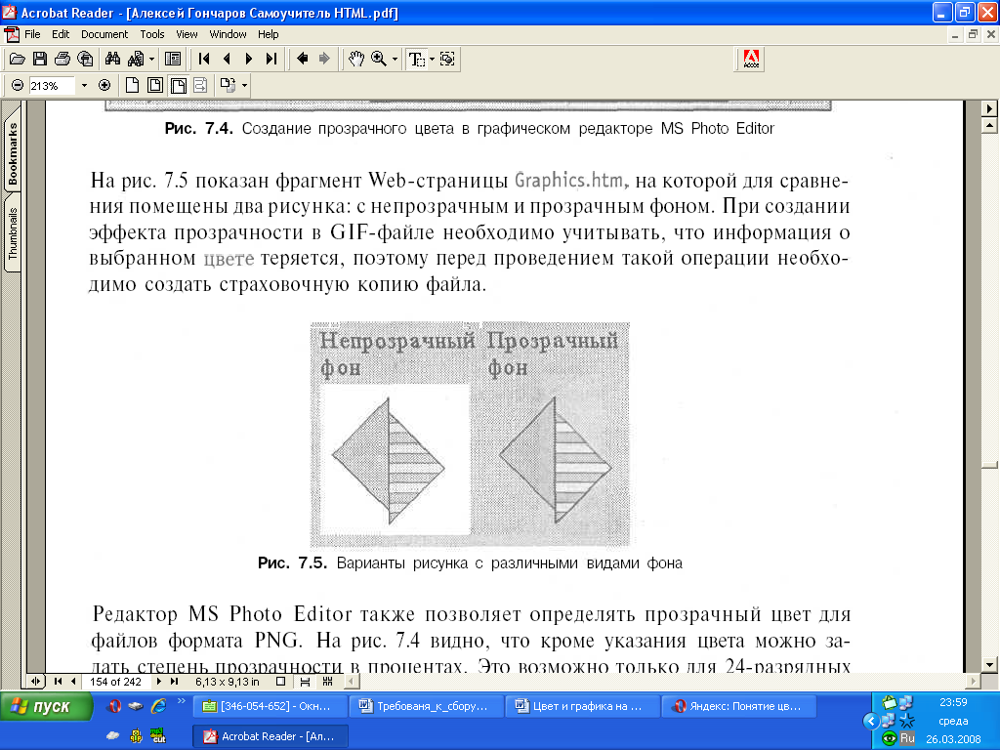 Acrobat Reader - [Алексей Гончаров Самоучитель HTML.pdf]
File Edit Document Tools View Window Help
Adobe
213%
Bookmarks
Thumbnails
Рис. 7.4. Создание прозрачного цвета в графическом редакторе MS Photo Editor
На рис. 7.5 показан фрагмент Web-страницы Graphics.htm, на которой для сравне-
ния помещены два рисунка: с непрозрачным и прозрачным фоном. При создании
эффекта прозрачности в GIF-файле необходимо учитывать, что информация о
выбранном цвете теряется, поэтому перед проведением такой операции необхо-
димо создать страховочную копию файла.
Непрозрачный Прозрачный
фон фон
Рис. 7.5. Варианты рисунка с различными видами фона
Редактор MS Photo Editor также позволяет определять прозрачный цвет для
файлов формата PNG. На рис. 7.4 видно, что кроме указания цвета можно за-
дать степень прозрачности в процентах. Это возможно только для 24-разрядных
154 of 242 6,13 x 9,13 in
пуск [346-054-652] - Окн... Требованя_к_сбору... Цвет и графика на ... Яндекс: Понятие цв... 23:59
среда
Acrobat Reader - [Ал... Ru 26.03.2008